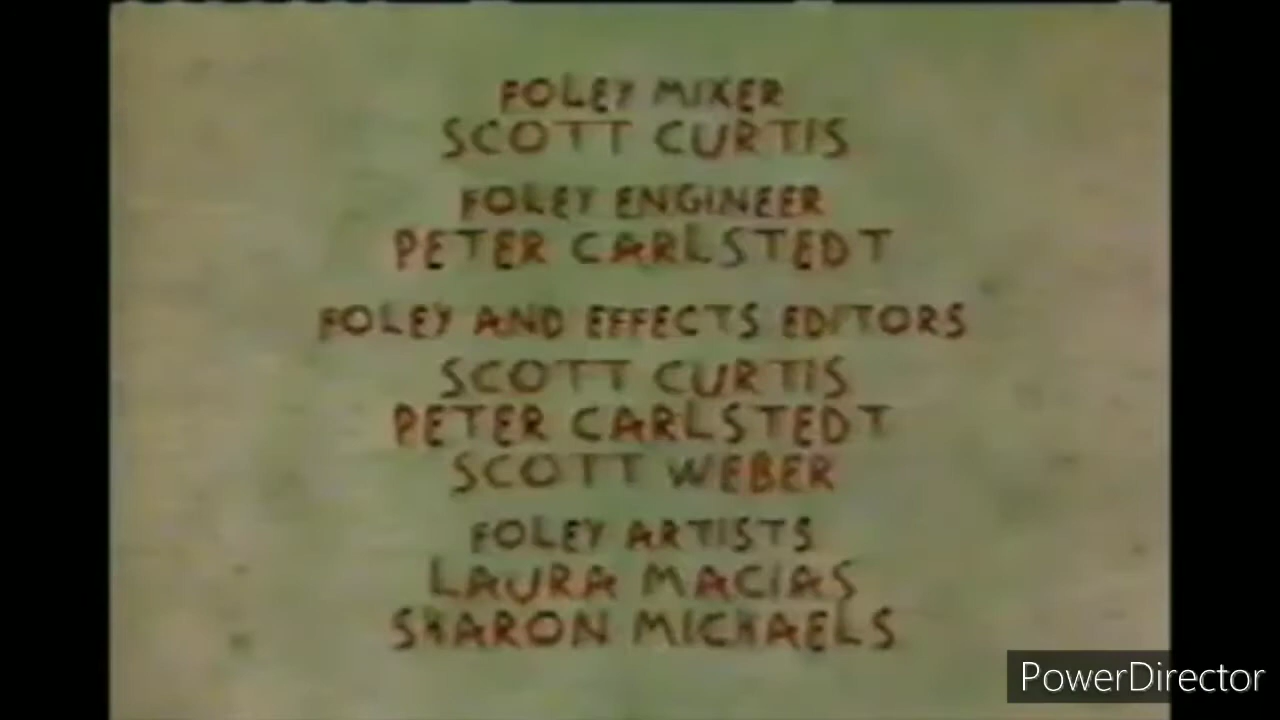 FOLEY MIXER
SCOTT CURTIS
FOLEY ENGINEER
PETER CARLSTEDT
FOLEY AND EFFECTS EDITORS
SCOTT CURTIS
PETER CARLSTEDT
SCOTT WEBER
FOLEY ARTISTS
LAURA MACIAS
SHARON MICHAELS
PowerDirector